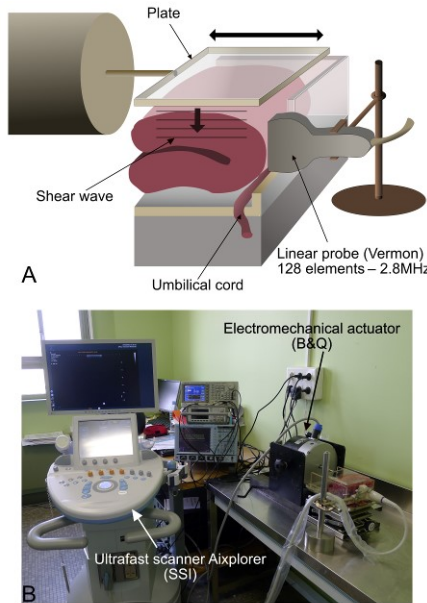 Plate
Shear wave
Linear probe (Vermon)
128 elements – 2.8MHz
Umbilical cord
A
Electromechanical actuator
(B&Q)
Ultrafast scanner Aixplorer
(SSI)
B